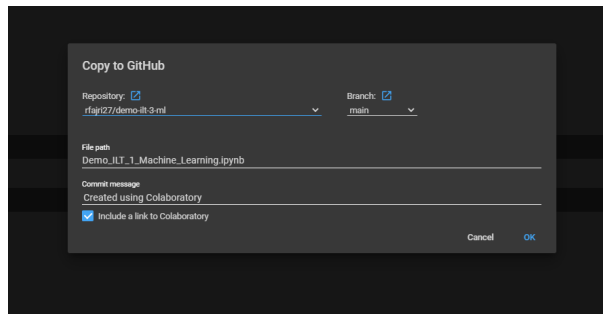 Copy to GitHub
Repository: Branch:
rfajri27/demo-ilt-3-ml main
File path
Demo_ILT_1_Machine_Learning.ipynb
Commit message
Created using Colaboratory
Include a link to Colaboratory
Cancel OK